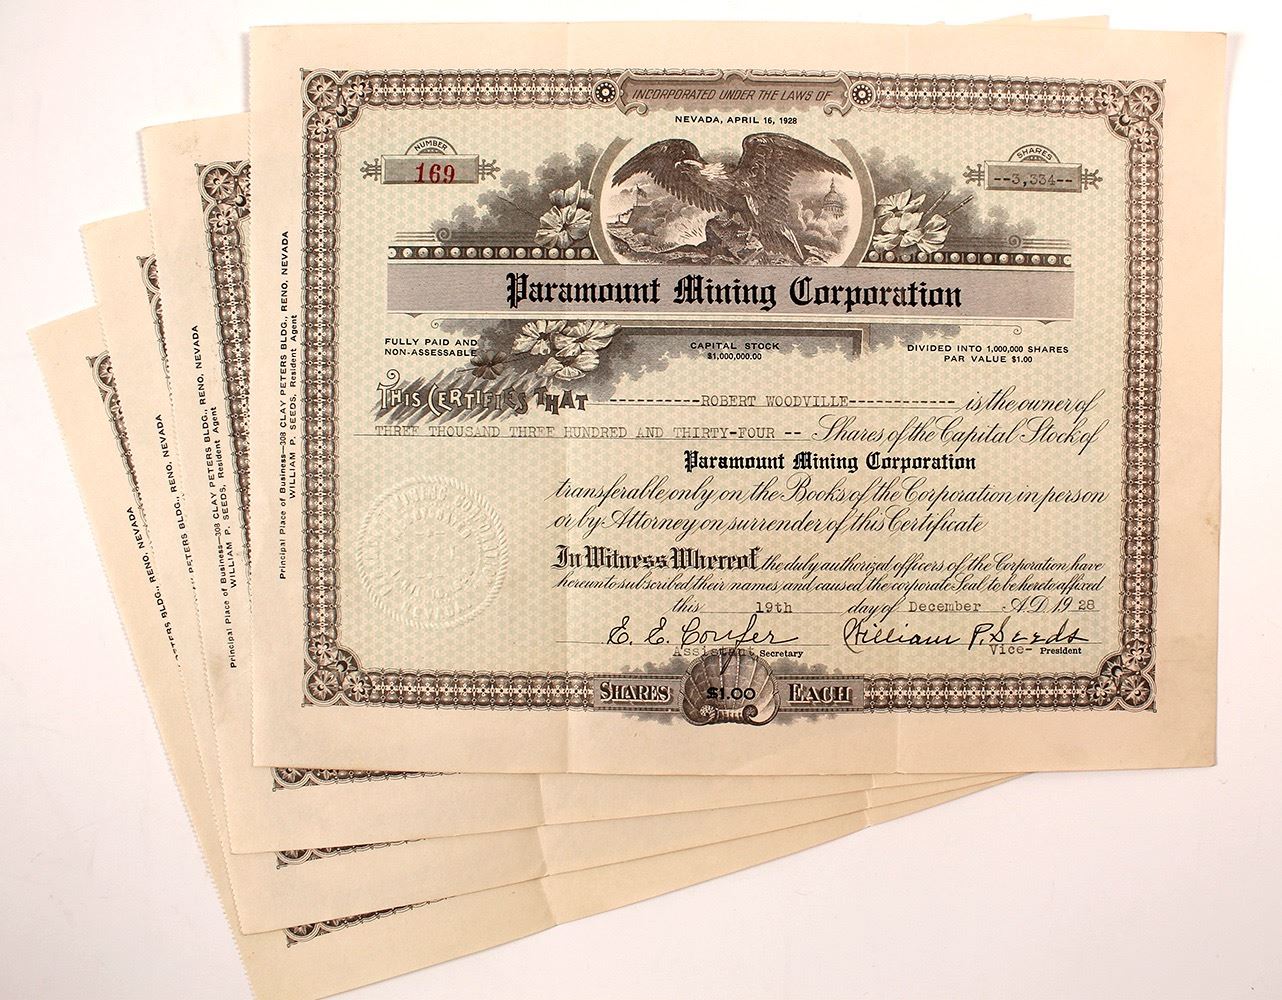 INCORPORATED UNDER THE LAWS OF
NEVADA, APRIL 16, 1928
NUMBER
169
SHARES
--3,334--
Paramount Mining Corporation
FULLY PAID AND
NON-ASSESSABLE
CAPITAL STOCK
$1,000,000.00
DIVIDED INTO 1,000,000 SHARES
PAR VALUE $1.00
THIS CERTIFIES THAT ----------ROBERT WOODVILLE------------ is the owner of
THREE THOUSAND THREE HUNDRED AND THIRTY-FOUR -- Shares of the Capital Stock of
Paramount Mining Corporation
transferable only on the Books of the Corporation in person
or by Attorney on surrender of this Certificate
In Witness Whereof the duly authorized officers of the Corporation have
hereunto subscribed their names and caused the corporate Seal to be hereto affixed
this 19th day of December A.D. 1928
E. E. Confer William P. Seeds
Assistant Secretary Vice- President
SHARES $1.00 EACH
Principal Place of Business—308 CLAY PETERS BLDG., RENO, NEVADA
WILLIAM P. SEEDS, Resident Agent
Principal Place of Business—308 CLAY PETERS BLDG., RENO, NEVADA
WILLIAM P. SEEDS, Resident Agent
PETERS BLDG., RENO, NEVADA
BLDG., RENO, NEVADA